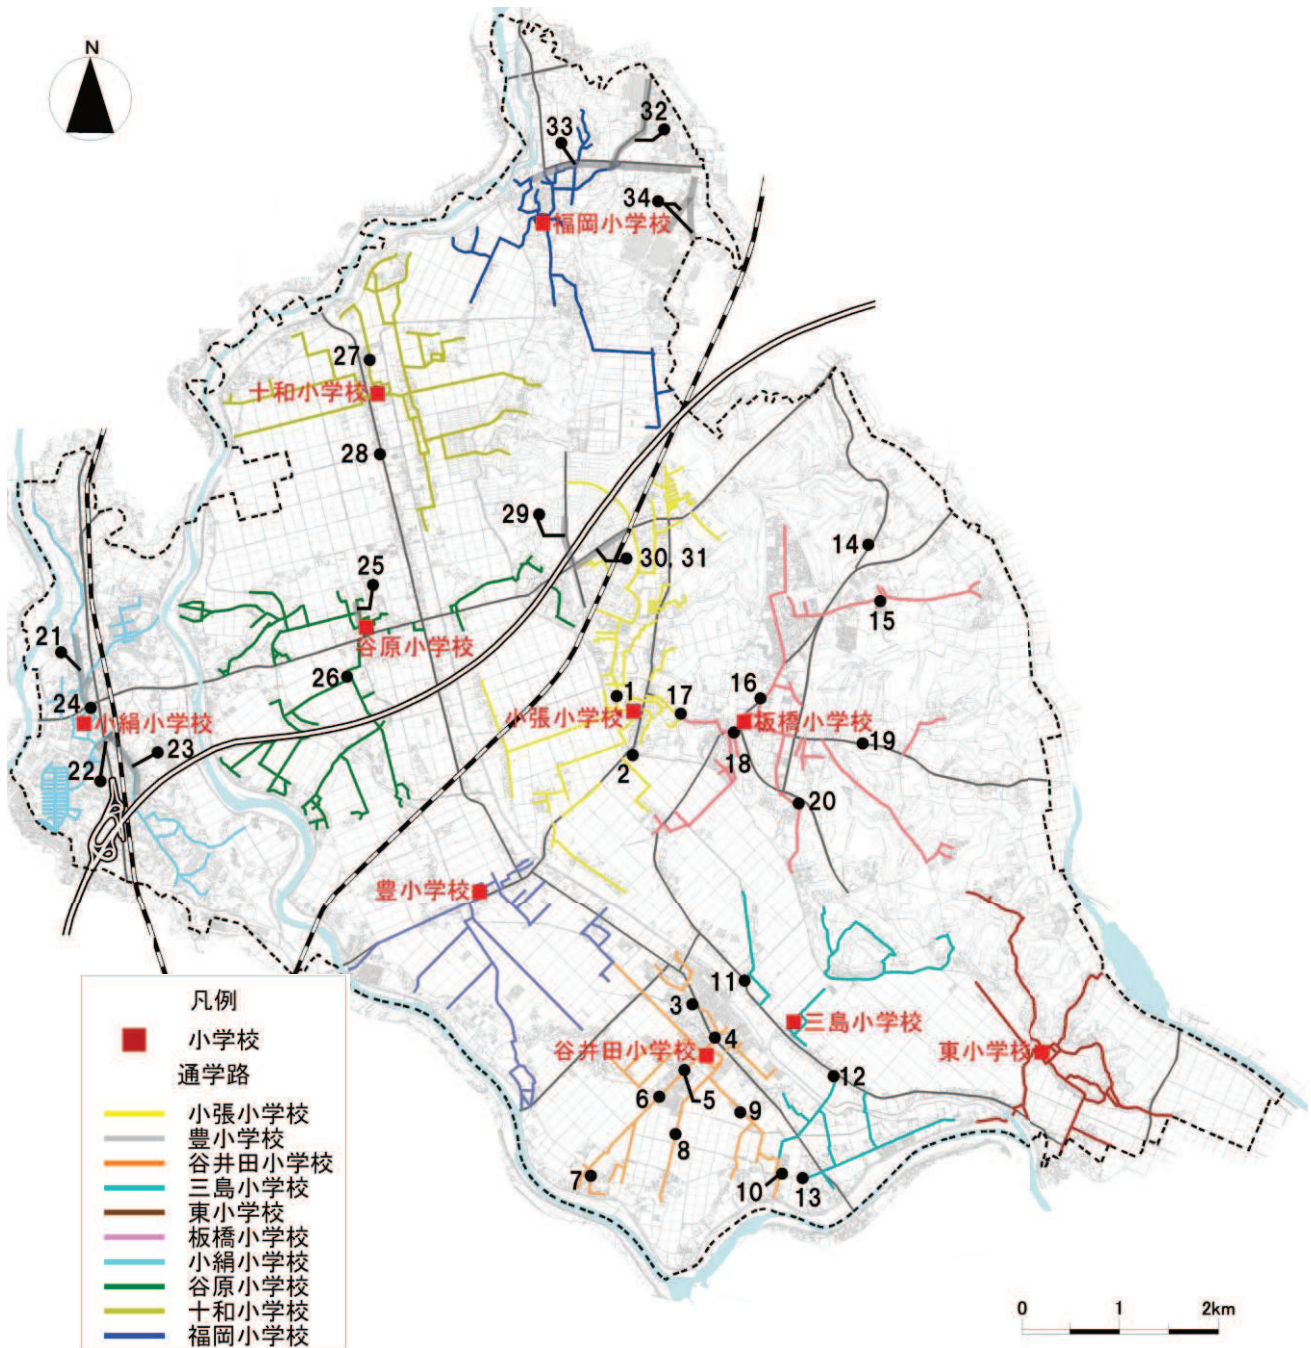 N
32
33
34
福岡小学校
27
十和小学校
28
29
14
30, 31
25
15
谷原小学校
21
26
1
17
16
24
小絹小学校
小張小学校
板橋小学校
23
19
2
18
22
20
豊小学校
11
3
三島小学校
4
谷井田小学校
東小学校
12
6
5
9
8
7
10
13
凡例
小学校
通学路
小張小学校
豊小学校
谷井田小学校
三島小学校
東小学校
板橋小学校
小絹小学校
谷原小学校
十和小学校
福岡小学校
0 1 2km